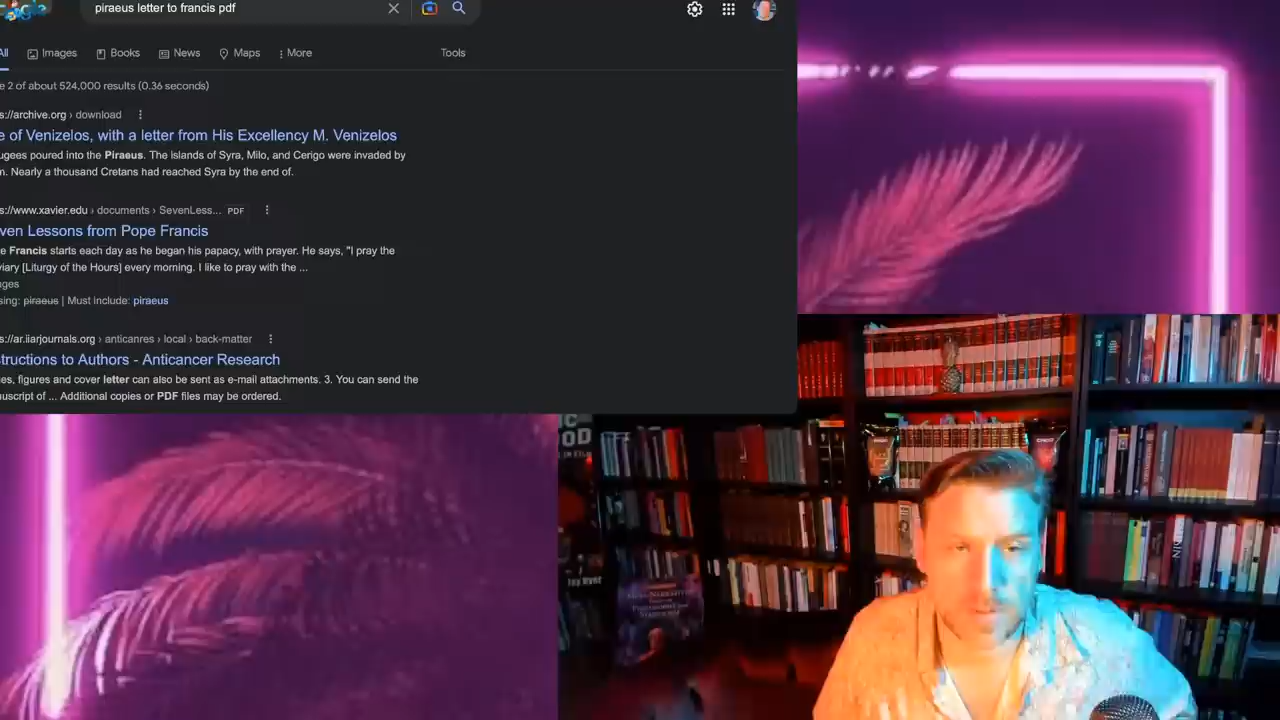 piraeus letter to francis pdf
All
Images
Books
News
Maps
More
Tools
e 2 of about 524,000 results (0.36 seconds)
s://archive.org › download
e of Venizelos, with a letter from His Excellency M. Venizelos
ugees poured into the Piraeus. The islands of Syra, Milo, and Cerigo were invaded by
m. Nearly a thousand Cretans had reached Syra by the end of.
s://www.xavier.edu › documents › SevenLess... PDF
ven Lessons from Pope Francis
e Francis starts each day as he began his papacy, with prayer. He says, "I pray the
viary [Liturgy of the Hours] every morning. I like to pray with the ...
ages
sing: piraeus | Must include: piraeus
s://ar.iiarjournals.org › anticanres › local › back-matter
structions to Authors - Anticancer Research
es, figures and cover letter can also be sent as e-mail attachments. 3. You can send the
uscript of ... Additional copies or PDF files may be ordered.